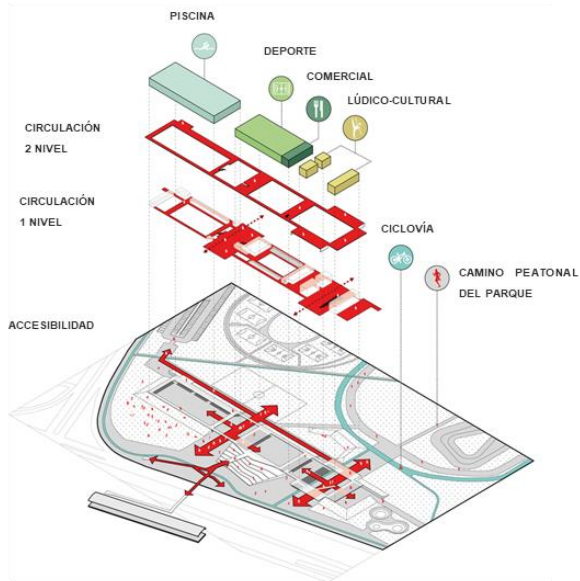 PISCINA
DEPORTE
COMERCIAL
LÚDICO-CULTURAL
CIRCULACIÓN
2 NIVEL
CIRCULACIÓN
1 NIVEL
CICLOVÍA
CAMINO PEATONAL
DEL PARQUE
ACCESIBILIDAD